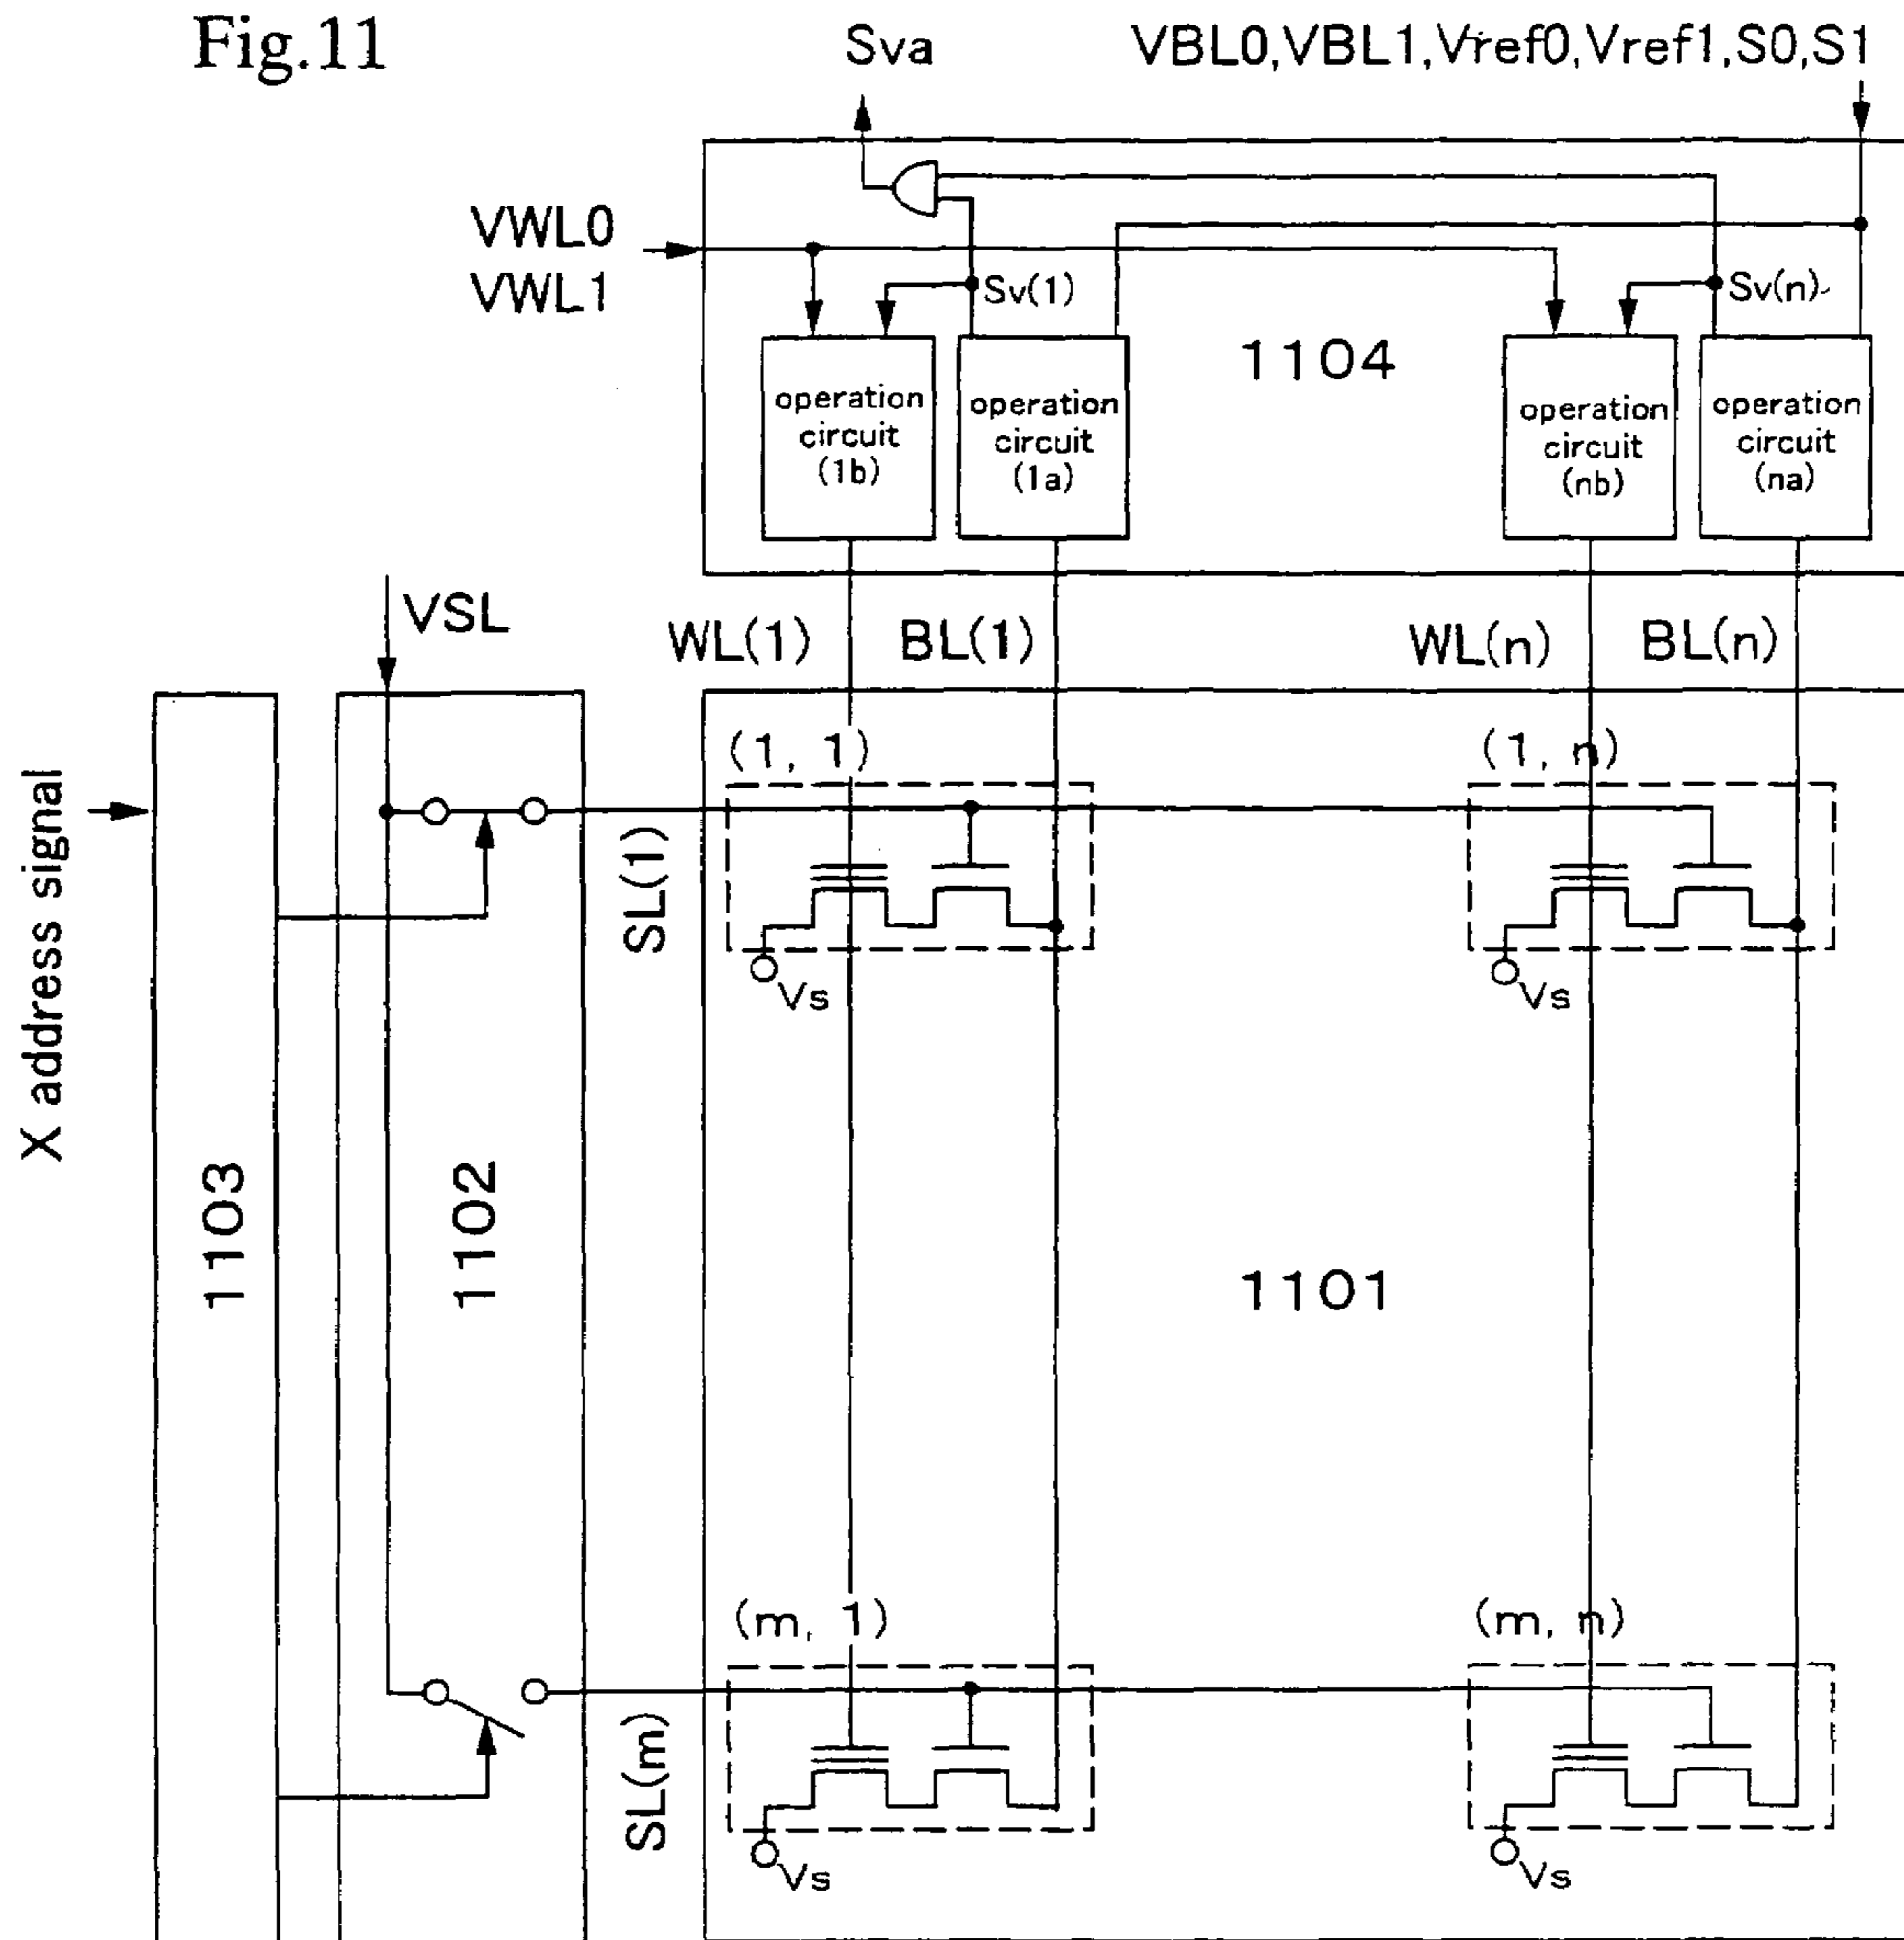 Fig.11
Sva
VBL0,VBL1,Vref0,Vref1,S0,S1
VWL0
VWL1
Sv(1)
Sv(n)
1104
operation
circuit
(1b)
operation
circuit
(1a)
operation
circuit
(nb)
operation
circuit
(na)
VSL
WL(1)
BL(1)
WL(n)
BL(n)
X address signal
1103
1102
SL(1)
(1, 1)
(1, n)
Vs
Vs
1101
SL(m)
(m, 1)
(m, n)
Vs
Vs